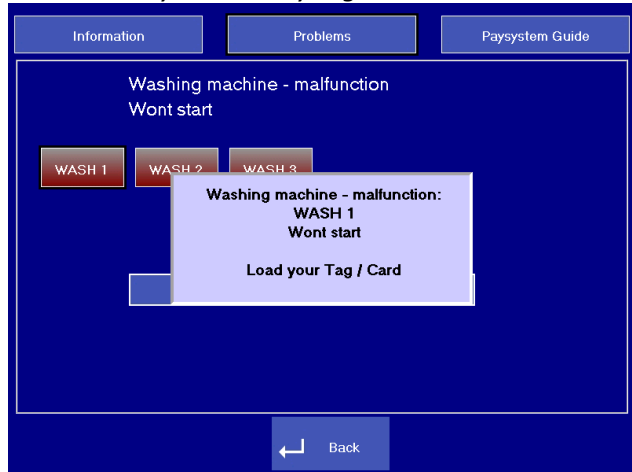 Information
Problems
Paysystem Guide
Washing machine - malfunction
Wont start
WASH 1
WASH 2
WASH 3
Washing machine - malfunction:
WASH 1
Wont start
Load your Tag / Card
Back